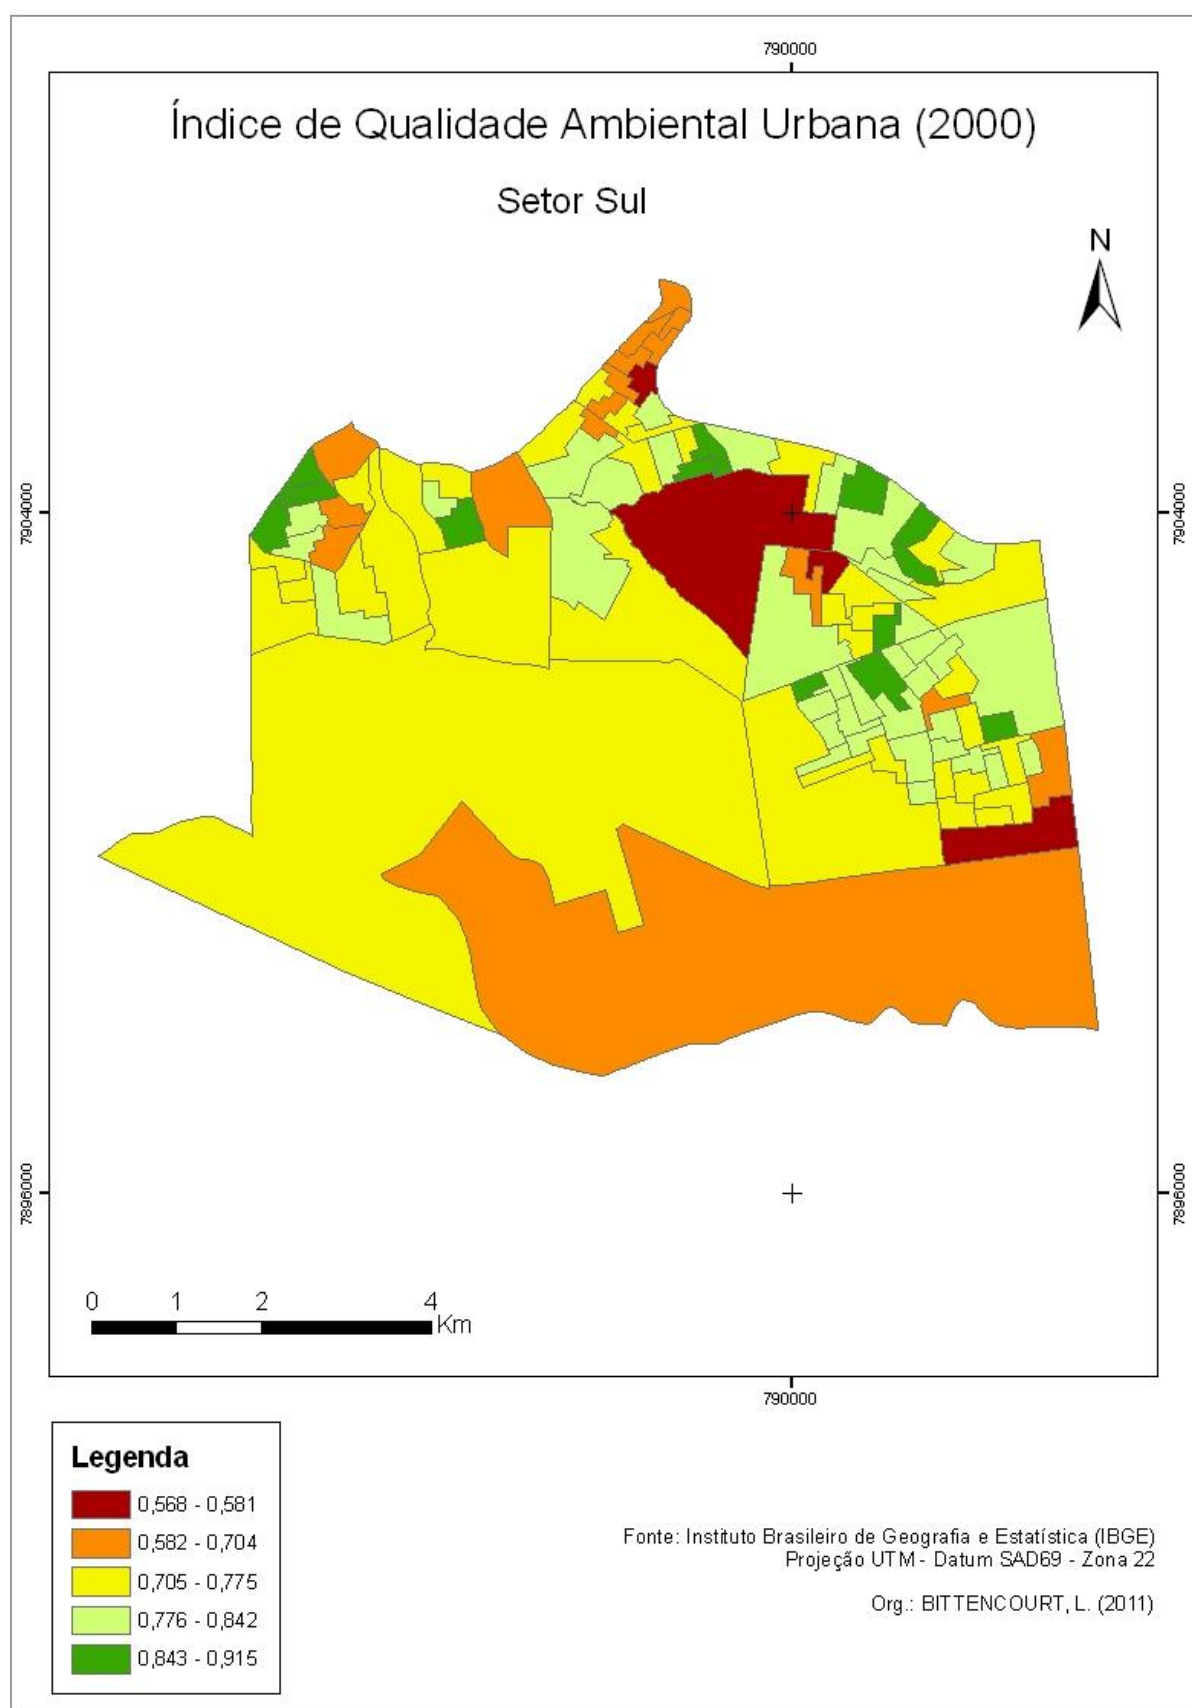 790000
Índice de Qualidade Ambiental Urbana (2000)
Setor Sul
N
7904000
7904000
7896000
7896000
0 1 2 4
Km
790000
Legenda
0,568 - 0,581
0,582 - 0,704
0,705 - 0,775
0,776 - 0,842
0,843 - 0,915
Fonte: Instituto Brasileiro de Geografia e Estatística (IBGE)
Projeção UTM - Datum SAD69 - Zona 22
Org.: BITTENCOURT, L. (2011)